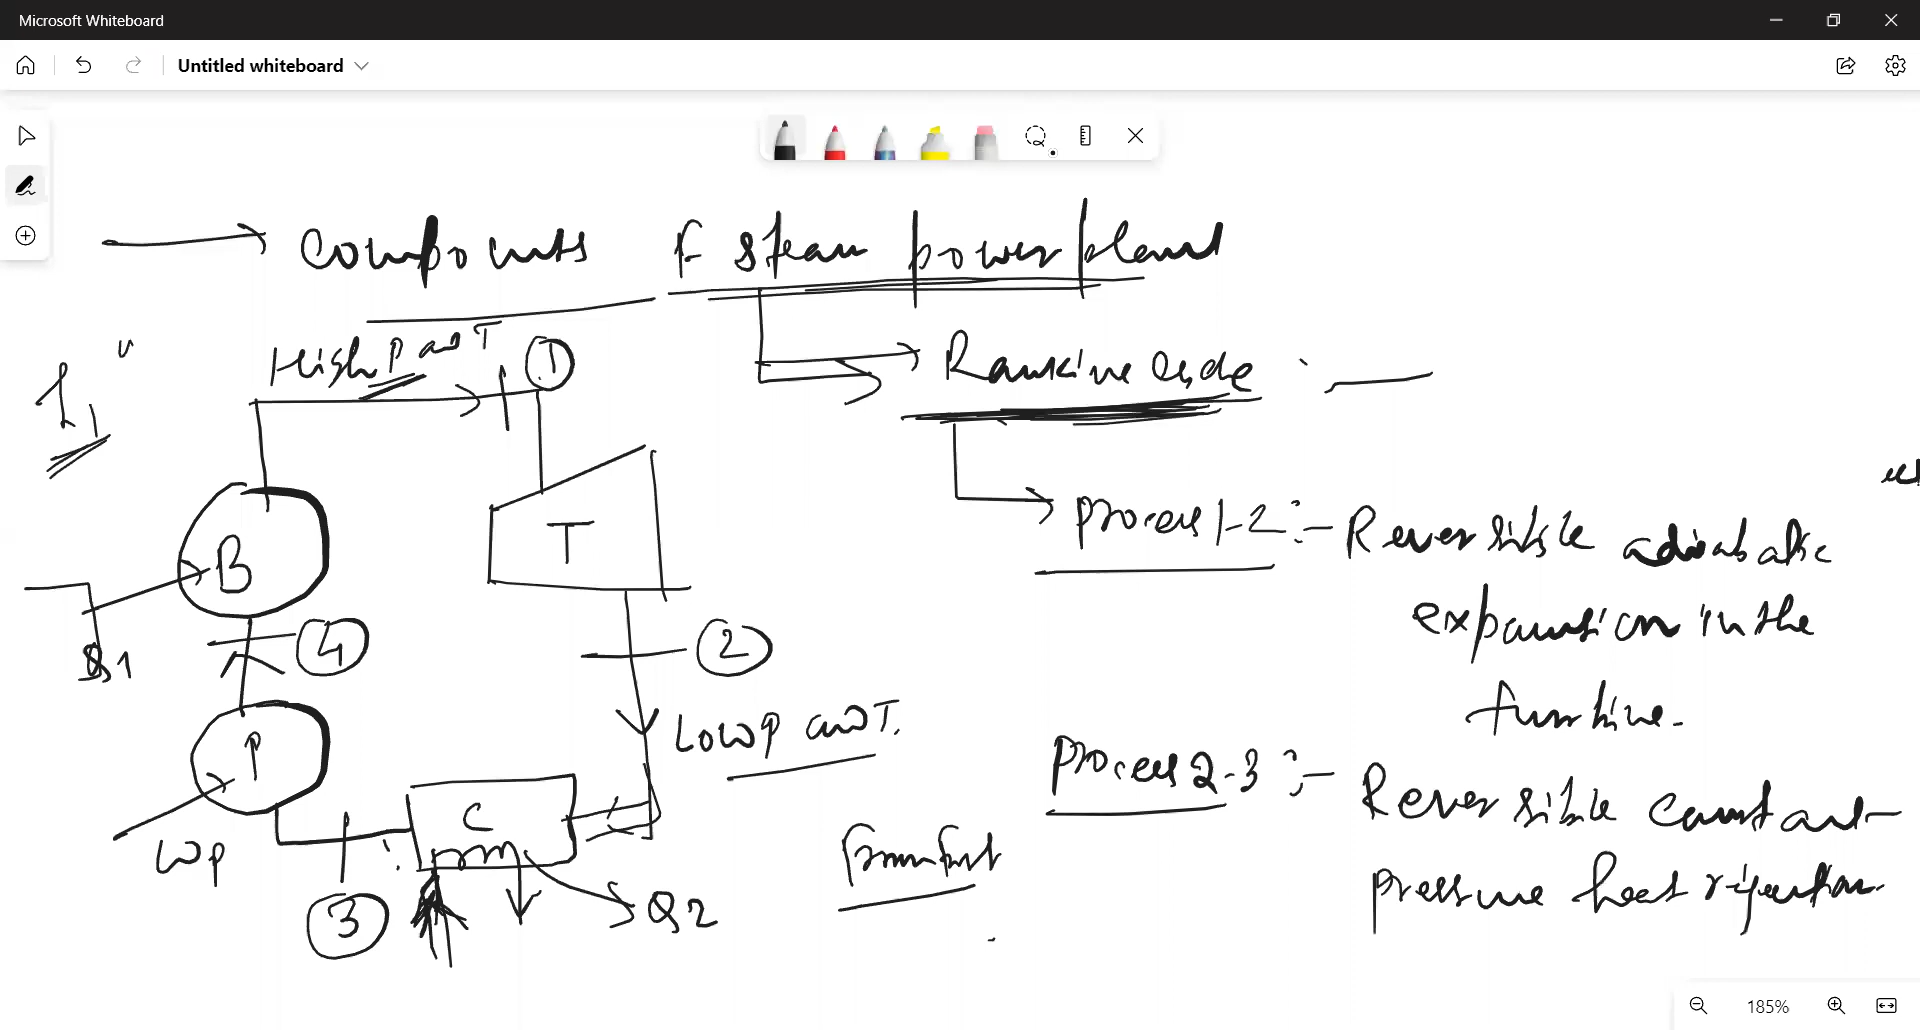 Microsoft Whiteboard
Untitled whiteboard
Components f steam power plant
High P and T
1
Rankine cycle
T
Process 1-2 :- Reversible adiabatic
expansion in the
turbine.
B
Q1
4
2
Low P and T.
P
Wp
Process 2-3 :- Reversible constant
pressure heat rejection
C
3
Q2
185%